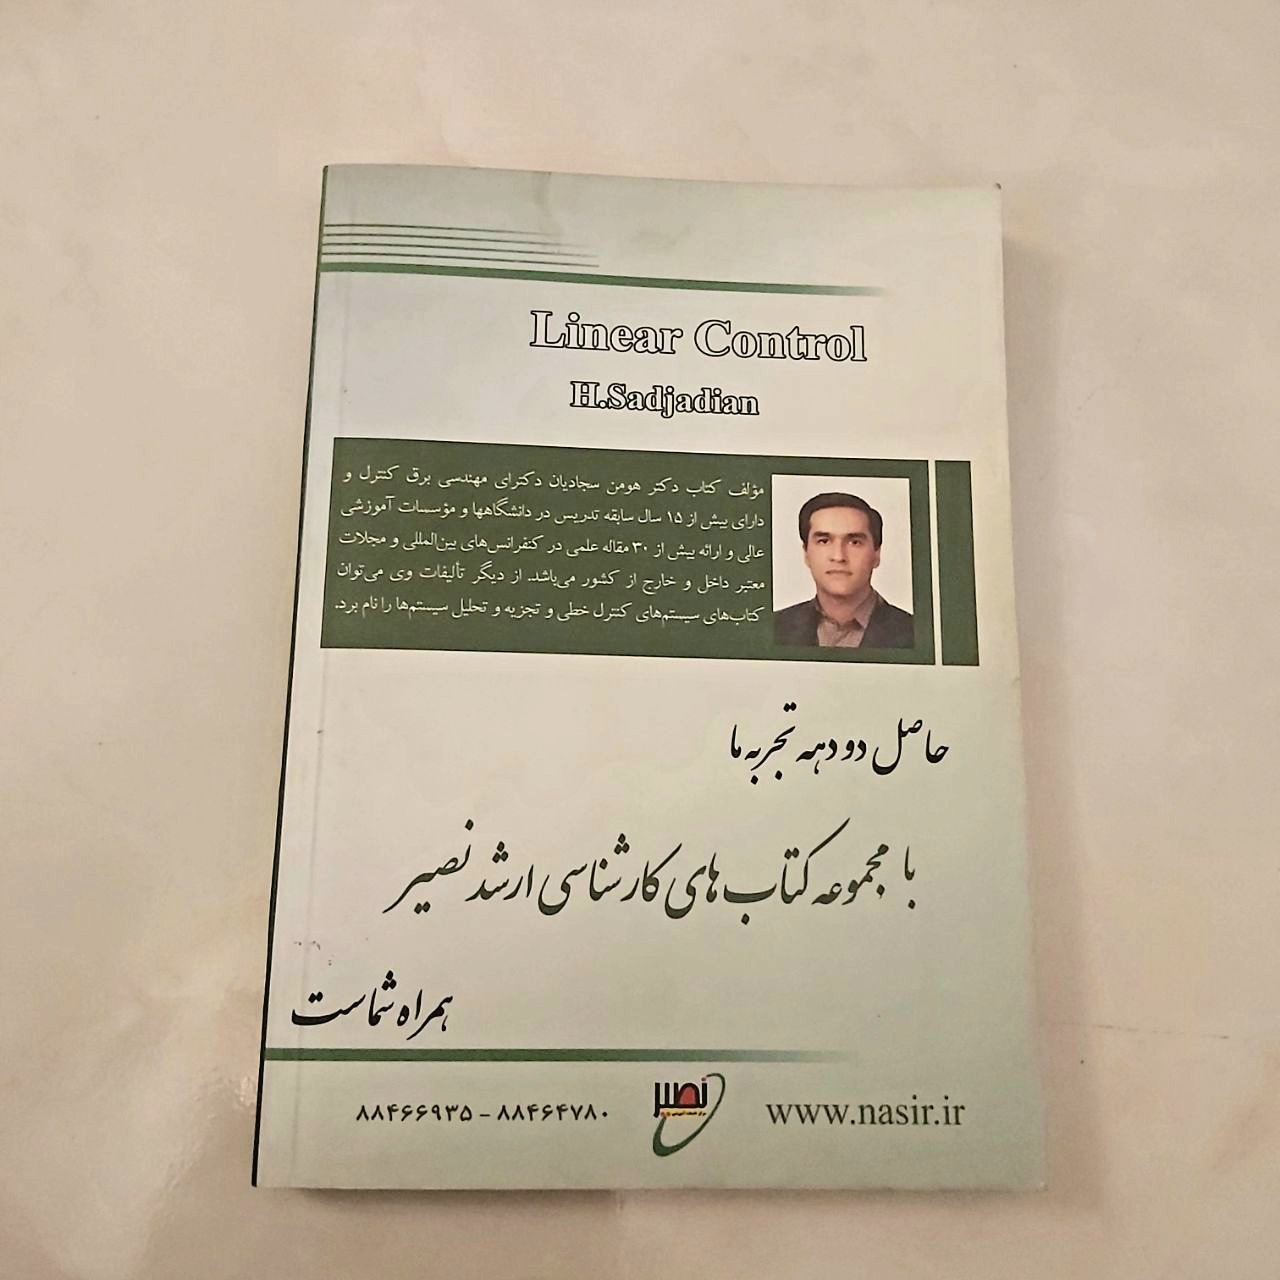 Linear Control
H.Sadjadian
مؤلف کتاب دکتر هومن سجادیان دکترای مهندسی برق کنترل و
دارای بیش از ۱۵ سال سابقه تدریس در دانشگاهها و مؤسسات آموزشی
عالی و ارائه بیش از ۳۰ مقاله علمی در کنفرانس‌های بین‌المللی و مجلات
معتبر داخل و خارج از کشور می‌باشد. از دیگر تألیفات وی می‌توان
کتاب‌های سیستم‌های کنترل خطی و تجزیه و تحلیل سیستم‌ها را نام برد.
حاصل دو دهه تجربه ما
با مجموعه کتاب های کارشناسی ارشد نصیر
همراه شماست
۸۸۴۶۶۹۳۵ - ۸۸۴۶۴۷۸۰
نصیر
www.nasir.ir